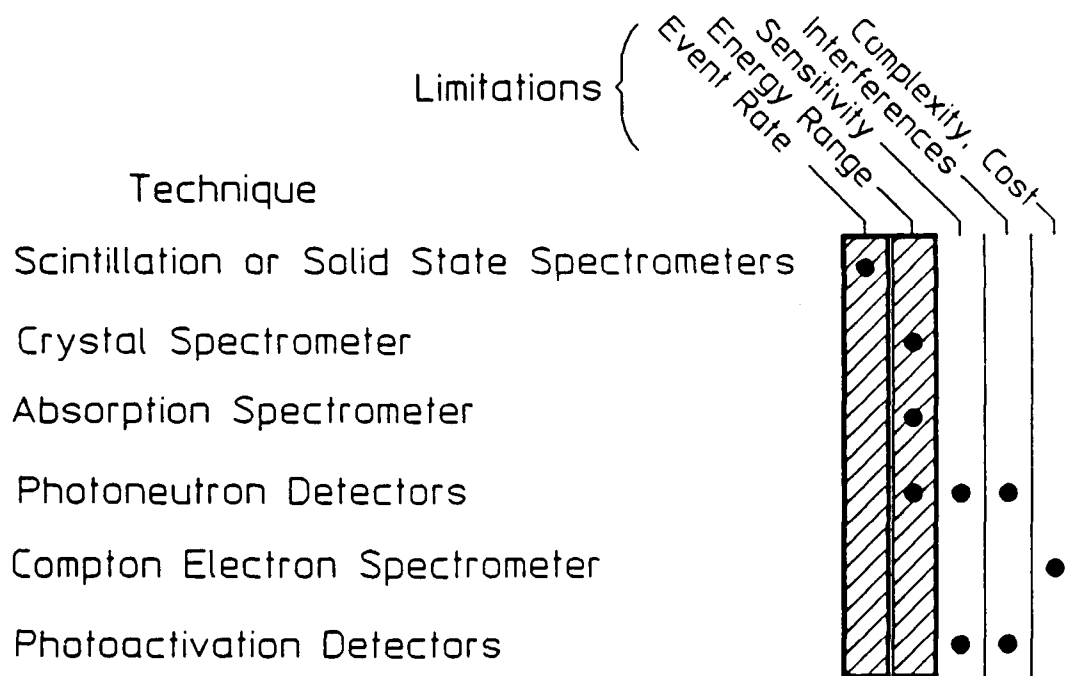 Limitations
Event Rate
Energy Range
Sensitivity
Interferences
Complexity, Cost
Technique
Scintillation or Solid State Spectrometers
Crystal Spectrometer
Absorption Spectrometer
Photoneutron Detectors
Compton Electron Spectrometer
Photoactivation Detectors